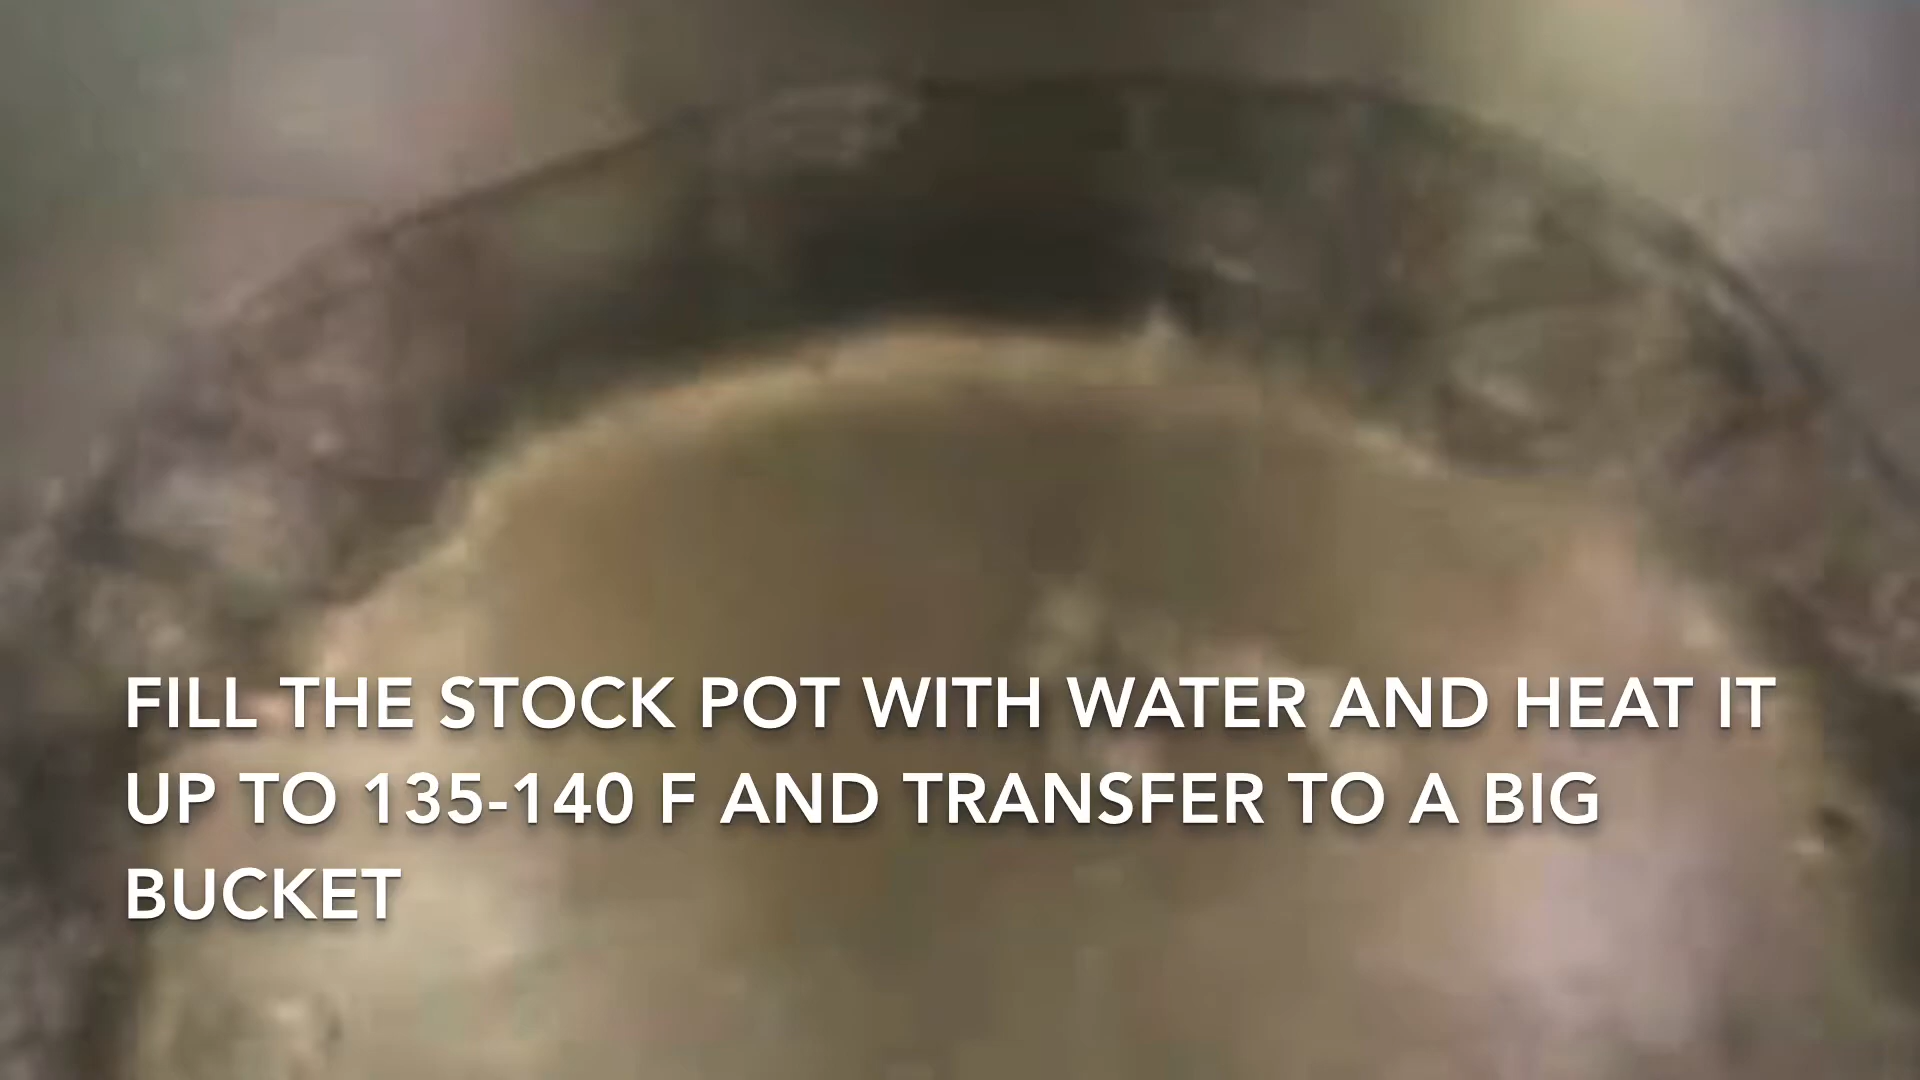 FILL THE STOCK POT WITH WATER AND HEAT IT
UP TO 135-140 F AND TRANSFER TO A BIG
BUCKET